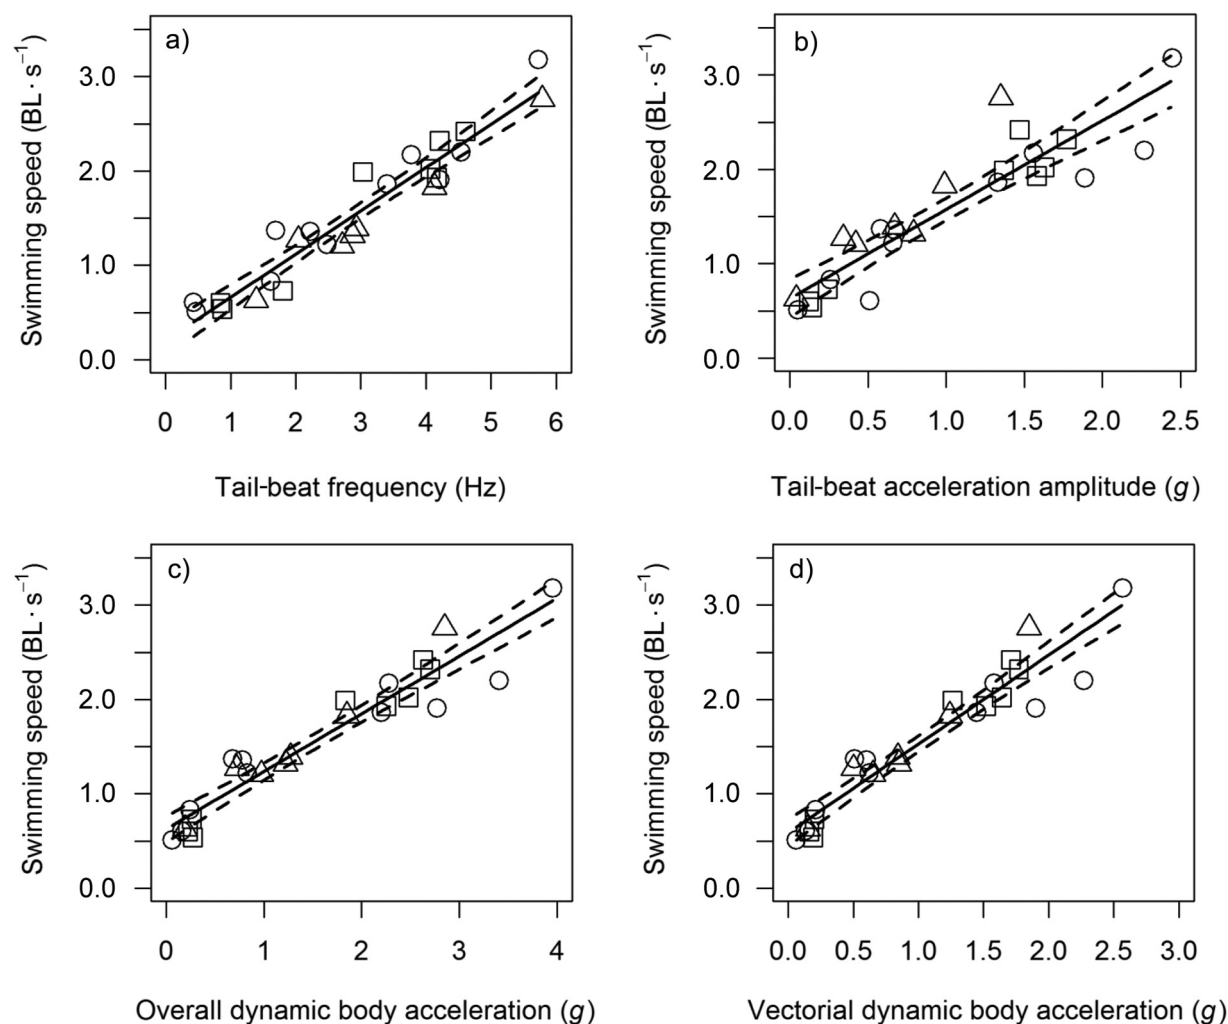 a)
Swimming speed (BL · s⁻¹)
3.0
2.0
1.0
0.0
0 1 2 3 4 5 6
Tail-beat frequency (Hz)
b)
Swimming speed (BL · s⁻¹)
3.0
2.0
1.0
0.0
0.0 0.5 1.0 1.5 2.0 2.5
Tail-beat acceleration amplitude (g)
c)
Swimming speed (BL · s⁻¹)
3.0
2.0
1.0
0.0
0 1 2 3 4
Overall dynamic body acceleration (g)
d)
Swimming speed (BL · s⁻¹)
3.0
2.0
1.0
0.0
0.0 0.5 1.0 1.5 2.0 2.5 3.0
Vectorial dynamic body acceleration (g)